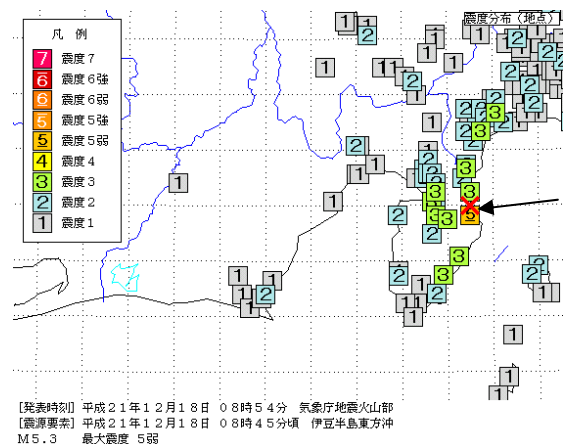 震度分布（地点）
凡 例
7 震度7
6 震度6強
6 震度6弱
5 震度5強
5 震度5弱
4 震度4
3 震度3
2 震度2
1 震度1
[発表時刻] 平成21年12月18日 08時54分 気象庁地震火山部
[震源要素] 平成21年12月18日 08時45分頃 伊豆半島東方沖
M5.3 最大震度 5弱